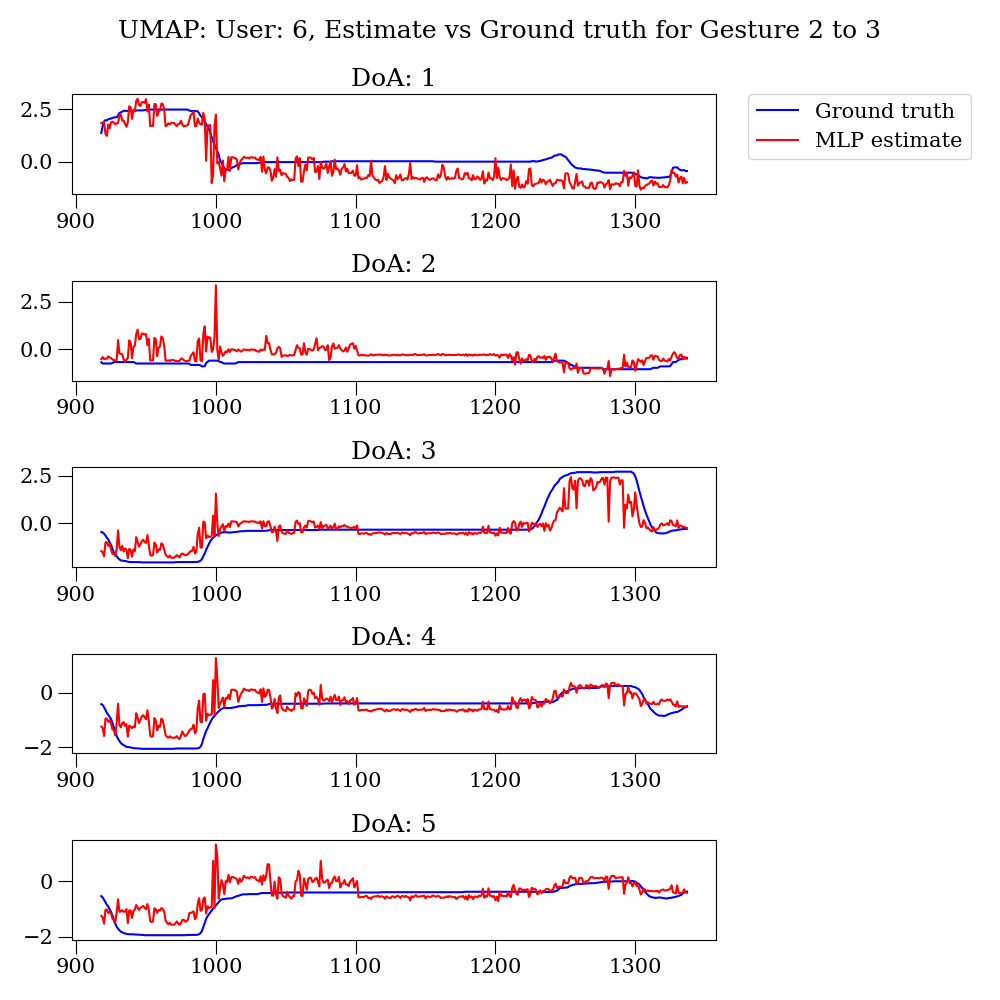 UMAP: User: 6, Estimate vs Ground truth for Gesture 2 to 3
DoA: 1
Ground truth
MLP estimate
2.5
0.0
900 1000 1100 1200 1300
DoA: 2
2.5
0.0
900 1000 1100 1200 1300
DoA: 3
2.5
0.0
900 1000 1100 1200 1300
DoA: 4
0
−2
900 1000 1100 1200 1300
DoA: 5
0
−2
900 1000 1100 1200 1300